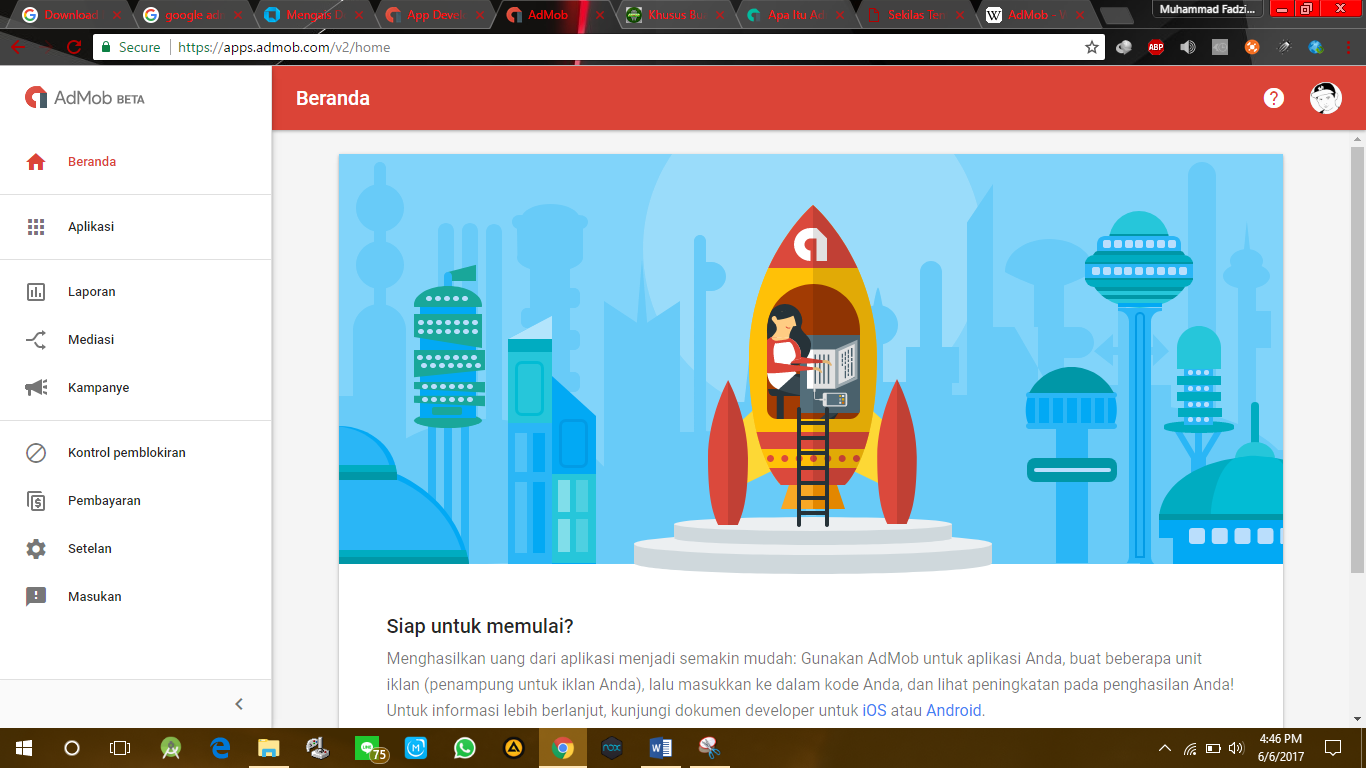 Download
google ad
Mengals D
App Devel
AdMob
Khusus Bu
Apa Itu Ad
Sekilas Ten
AdMob - W
Muhammad Fadzi...
Secure
https://apps.admob.com/v2/home
ABP
AdMob BETA
Beranda
Beranda
Aplikasi
Laporan
Mediasi
Kampanye
Kontrol pemblokiran
Pembayaran
Setelan
Masukan
Siap untuk memulai?
Menghasilkan uang dari aplikasi menjadi semakin mudah: Gunakan AdMob untuk aplikasi Anda, buat beberapa unit
iklan (penampung untuk iklan Anda), lalu masukkan ke dalam kode Anda, dan lihat peningkatan pada penghasilan Anda!
Untuk informasi lebih berlanjut, kunjungi dokumen developer untuk iOS atau Android.
LINE
75
nox
4:46 PM
6/6/2017